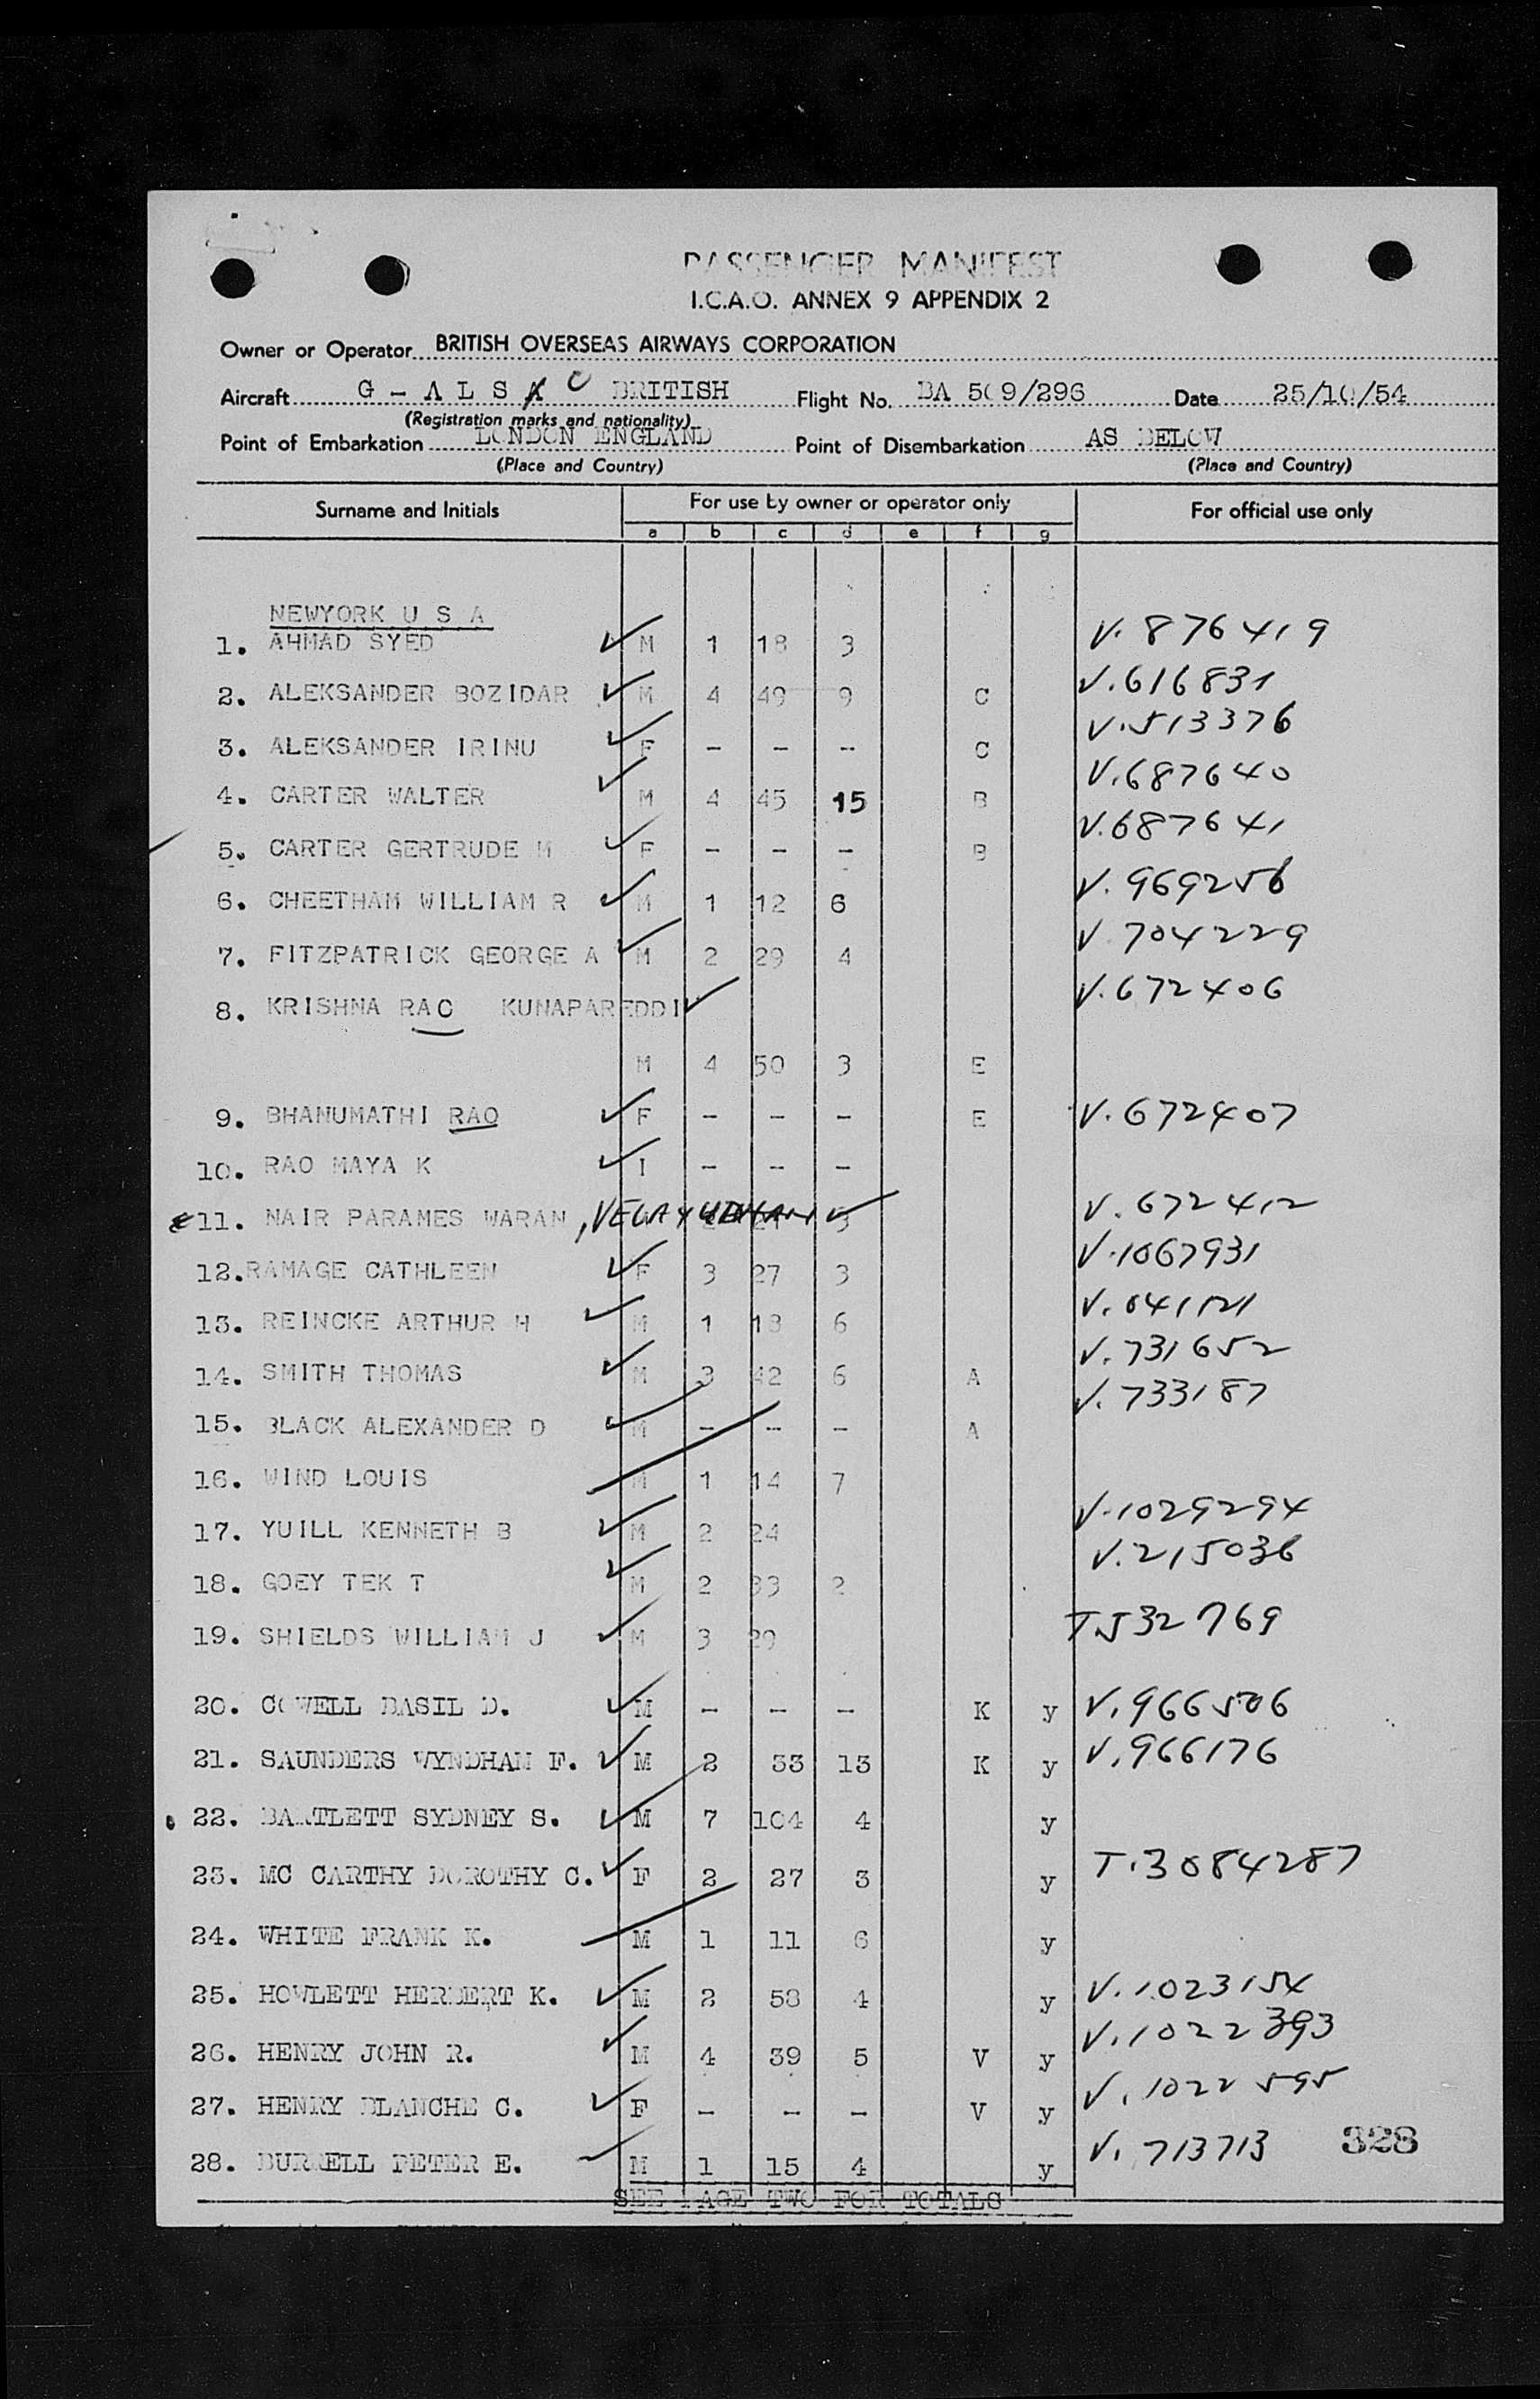 PASSENGER MANIFEST
I.C.A.O. ANNEX 9 APPENDIX 2
Owner or Operator BRITISH OVERSEAS AIRWAYS CORPORATION
Aircraft G - A L S C BRITISH Flight No. BA 509/296 Date 25/10/54
(Registration marks and nationality)
Point of Embarkation LONDON ENGLAND Point of Disembarkation AS BELOW
(Place and Country) (Place and Country)
Surname and Initials For use by owner or operator only For official use only
a b c d e f g
NEWYORK U S A
1. AHMAD SYED M 1 18 3 V. 876419
2. ALEKSANDER BOZIDAR M 4 49 9 C V. 616831
3. ALEKSANDER IRINU F - - - C V. 513376
4. CARTER WALTER M 4 45 15 B V. 687640
5. CARTER GERTRUDE M F - - - B V. 687641
6. CHEETHAM WILLIAM R M 1 12 6 V. 969256
7. FITZPATRICK GEORGE A M 2 29 4 V. 704229
8. KRISHNA RAO KUNAPAREDDI V. 672406
M 4 50 3 E
9. BHANUMATHI RAO F - - - E V. 672407
10. RAO MAYA K I - - -
11. NAIR PARAMES WARAN, VELAYUDHAN 3 V. 672412
12. RAMAGE CATHLEEN F 3 27 3 V. 1067931
13. REINCKE ARTHUR H M 1 18 6
14. SMITH THOMAS M 3 42 6 A V. 731652
15. BLACK ALEXANDER D M - - - A V. 733187
16. WIND LOUIS M 1 14 7
17. YUILL KENNETH B M 2 24 V. 1029294
18. GOEY TEK T M 2 33 2 V. 215036
19. SHIELDS WILLIAM J M 3 29 T. 532769
20. COWELL BASIL D. M - - - K y V. 966506
21. SAUNDERS WYNDHAM F. M 2 33 13 K y V. 966176
22. BARTLETT SYDNEY S. M 7 104 4 y
23. MC CARTHY DOROTHY C. F 2 27 3 y T. 3084287
24. WHITE FRANK K. M 1 11 6 y
25. HOWLETT HERBERT K. M 2 58 4 y V. 1023154
26. HENRY JOHN R. M 4 39 5 V y V. 1022393
27. HENRY BLANCHE C. F - - - V y V. 1022595
28. BURRELL PETER E. M 1 15 4 y V. 713713 328
SEE PAGE TWO FOR TOTALS